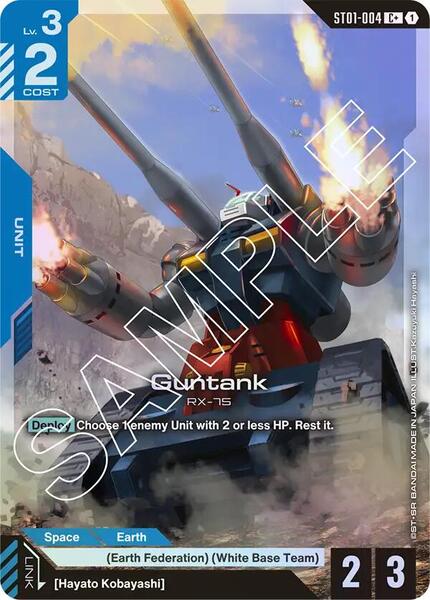 Lv. 3
2
COST
ST01-004 C+ 1
UNIT
SAMPLE
Guntank
RX-75
Deploy Choose 1 enemy Unit with 2 or less HP. Rest it.
©ST·SR BANDAI MADE IN JAPAN ILLUST:Kazuyuki Hayashi
Space Earth
(Earth Federation) (White Base Team)
LINK
[Hayato Kobayashi]
2 3